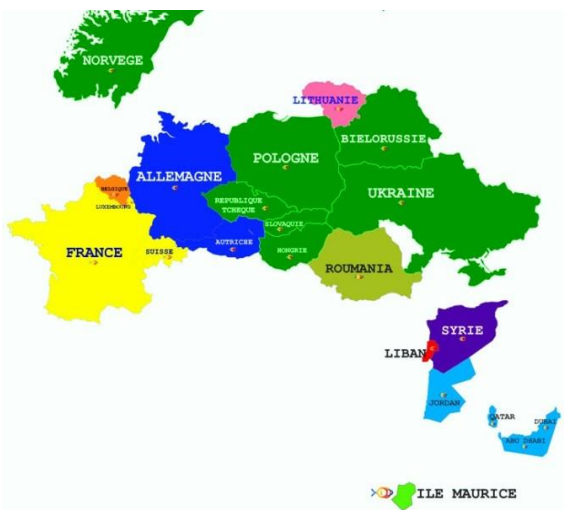 NORVEGE
LITHUANIE
BIELORUSSIE
POLOGNE
ALLEMAGNE
BELGIQUE
UKRAINE
REPUBLIQUE
TCHEQUE
LUXEMBOURG
SLOVAQUIE
AUTRICHE
FRANCE
SUISSE
HONGRIE
ROUMANIA
SYRIE
LIBAN
JORDAN
QATAR
DUBAI
ABU DHABI
ILE MAURICE